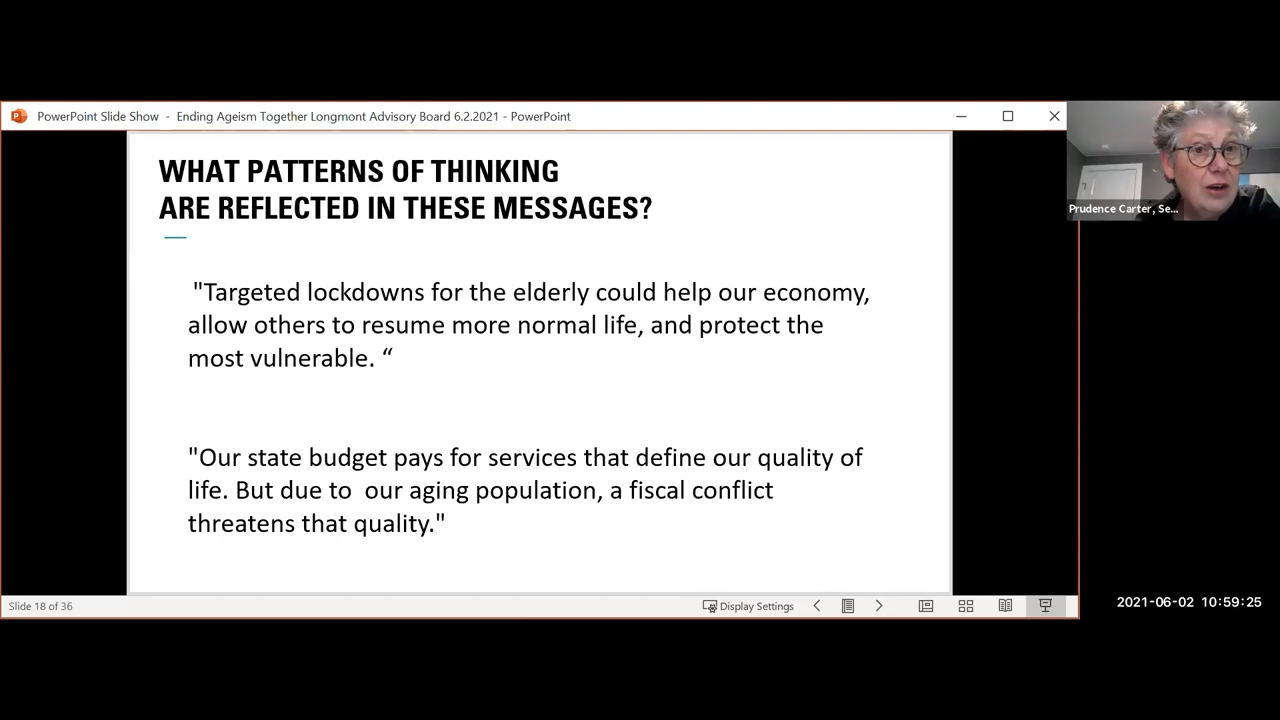 PowerPoint Slide Show - Ending Ageism Together Longmont Advisory Board 6.2.2021 - PowerPoint
WHAT PATTERNS OF THINKING
ARE REFLECTED IN THESE MESSAGES?
"Targeted lockdowns for the elderly could help our economy,
allow others to resume more normal life, and protect the
most vulnerable. “
"Our state budget pays for services that define our quality of
life. But due to  our aging population, a fiscal conflict
threatens that quality."
Prudence Carter, Se...
Slide 18 of 36
Display Settings
2021-06-02 10:59:25